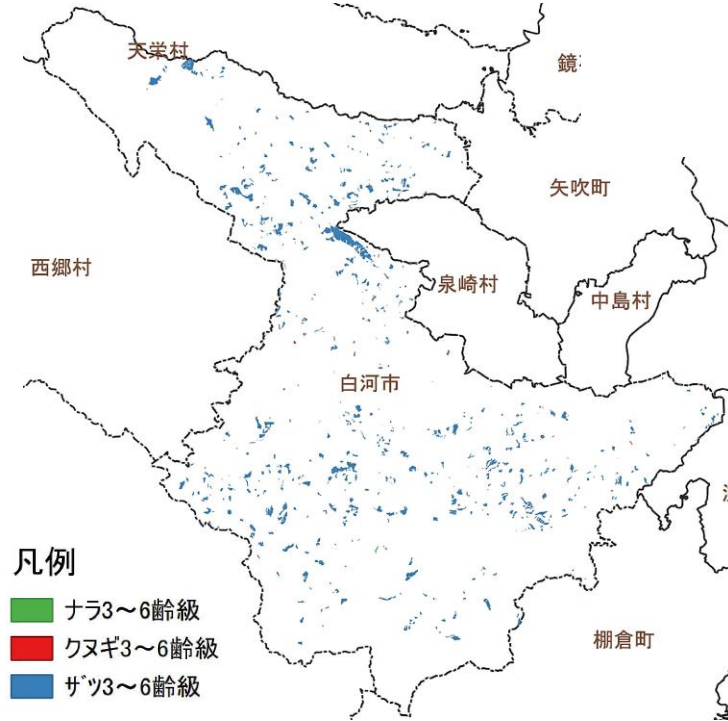 天栄村
鏡
矢吹町
西郷村
泉崎村
中島村
白河市
凡例
ナラ3～6齢級
クヌギ3～6齢級
ザツ3～6齢級
棚倉町